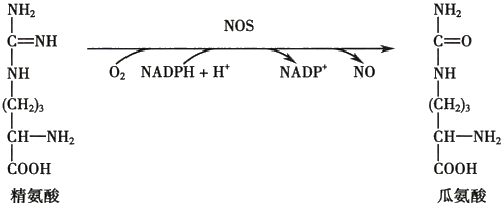 NH₂
C=NH
NH
(CH₂)₃
CH—NH₂
COOH
精氨酸
NOS
O₂ NADPH + H⁺ NADP⁺ NO
NH₂
C=O
NH
(CH₂)₃
CH—NH₂
COOH
瓜氨酸